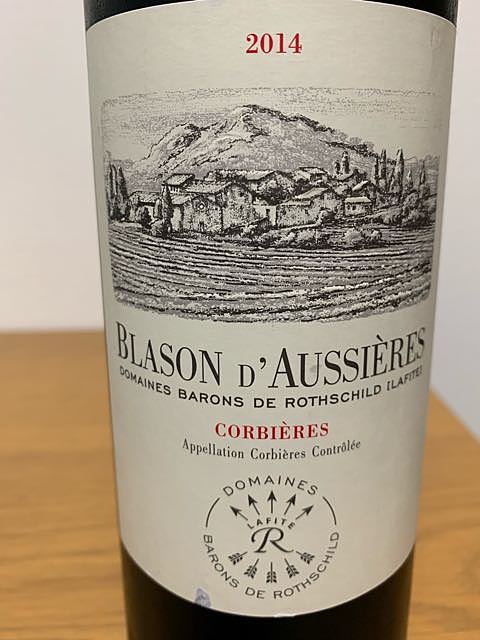 2014
BLASON D'AUSSIÈRES
DOMAINES BARONS DE ROTHSCHILD [LAFITE]
CORBIÈRES
Appellation Corbières Contrôlée
DOMAINES
LAFITE
R
BARONS DE ROTHSCHILD